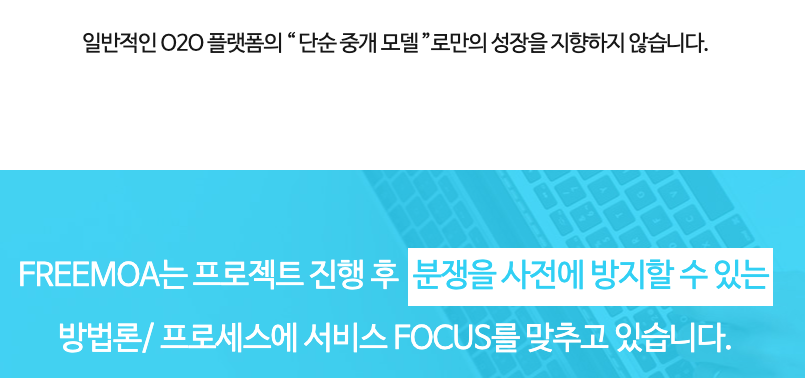 일반적인 O2O 플랫폼의 “ 단순 중개 모델 ”로만의 성장을 지향하지 않습니다.
FREEMOA는 프로젝트 진행 후 분쟁을 사전에 방지할 수 있는
방법론/ 프로세스에 서비스 FOCUS를 맞추고 있습니다.